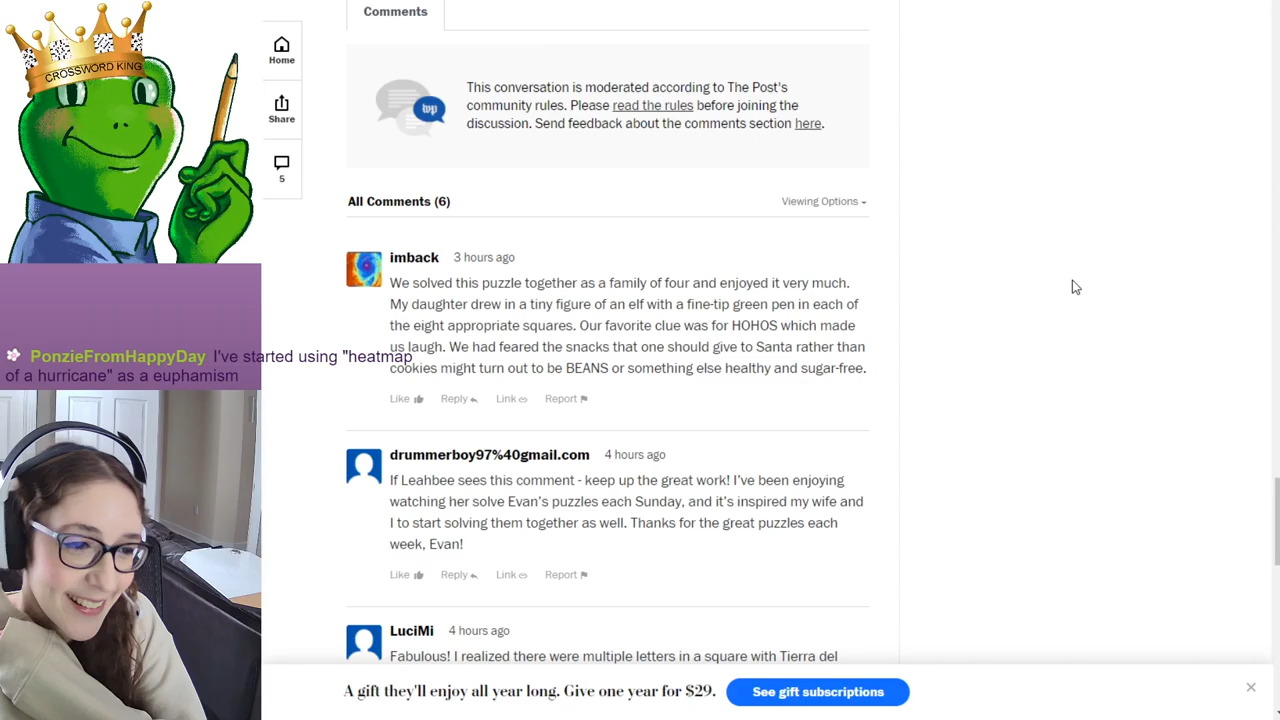 CROSSWORD KING
Home
Share
5
PonzieFromHappyDay I've started using "heatmap
of a hurricane" as a euphamism
Comments
wp
This conversation is moderated according to The Post's
community rules. Please read the rules before joining the
discussion. Send feedback about the comments section here.
All Comments (6)
Viewing Options
imback 3 hours ago
We solved this puzzle together as a family of four and enjoyed it very much.
My daughter drew in a tiny figure of an elf with a fine-tip green pen in each of
the eight appropriate squares. Our favorite clue was for HOHOS which made
us laugh. We had feared the snacks that one should give to Santa rather than
cookies might turn out to be BEANS or something else healthy and sugar-free.
Like Reply Link Report
drummerboy97%40gmail.com 4 hours ago
If Leahbee sees this comment - keep up the great work! I've been enjoying
watching her solve Evan's puzzles each Sunday, and it's inspired my wife and
I to start solving them together as well. Thanks for the great puzzles each
week, Evan!
Like Reply Link Report
LuciMi 4 hours ago
Fabulous! I realized there were multiple letters in a square with Tierra del
A gift they'll enjoy all year long. Give one year for $29.
See gift subscriptions